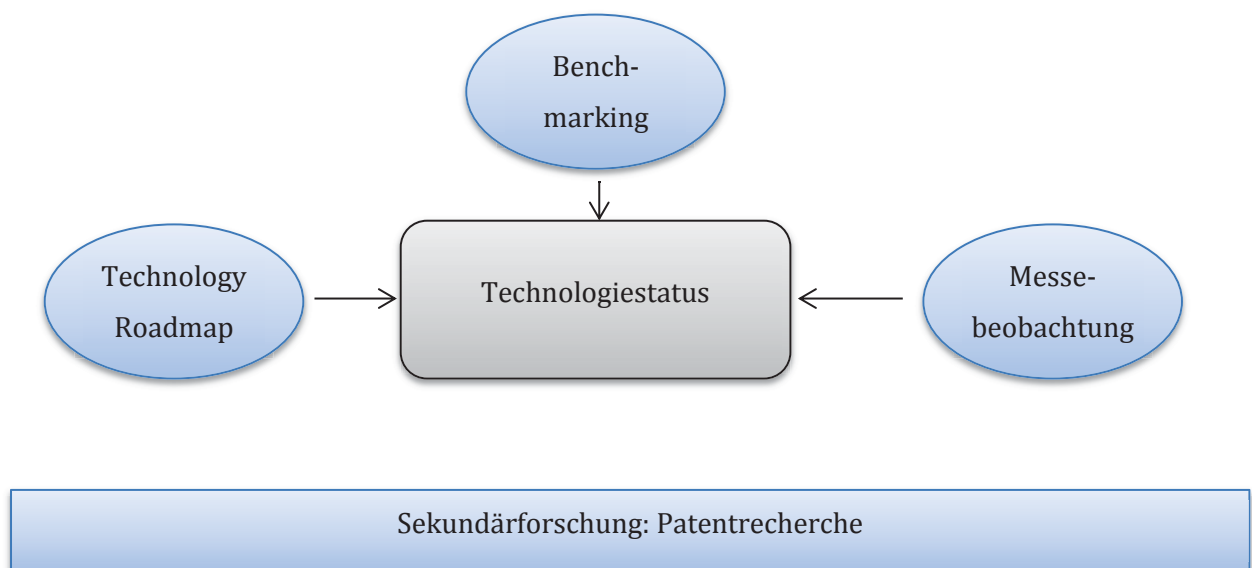 Bench-
marking
Technology
Roadmap
Technologiestatus
Messe-
beobachtung
Sekundärforschung: Patentrecherche